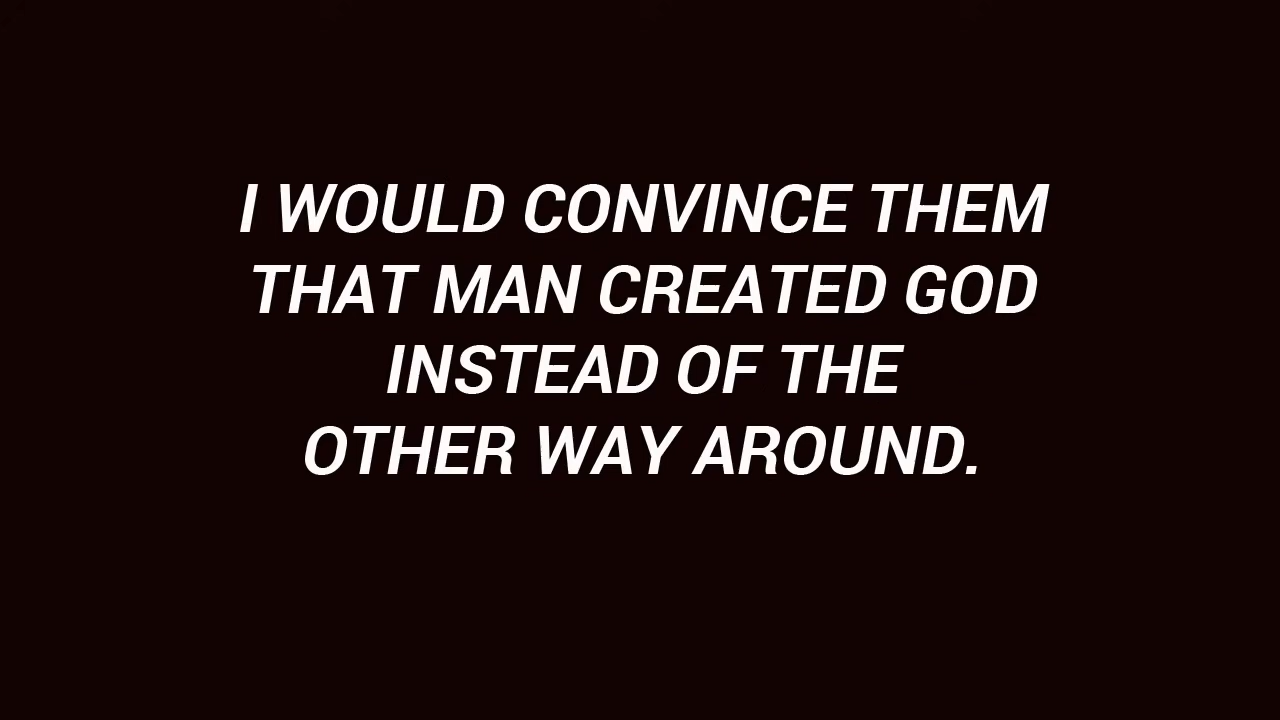 I WOULD CONVINCE THEM
THAT MAN CREATED GOD
INSTEAD OF THE
OTHER WAY AROUND.